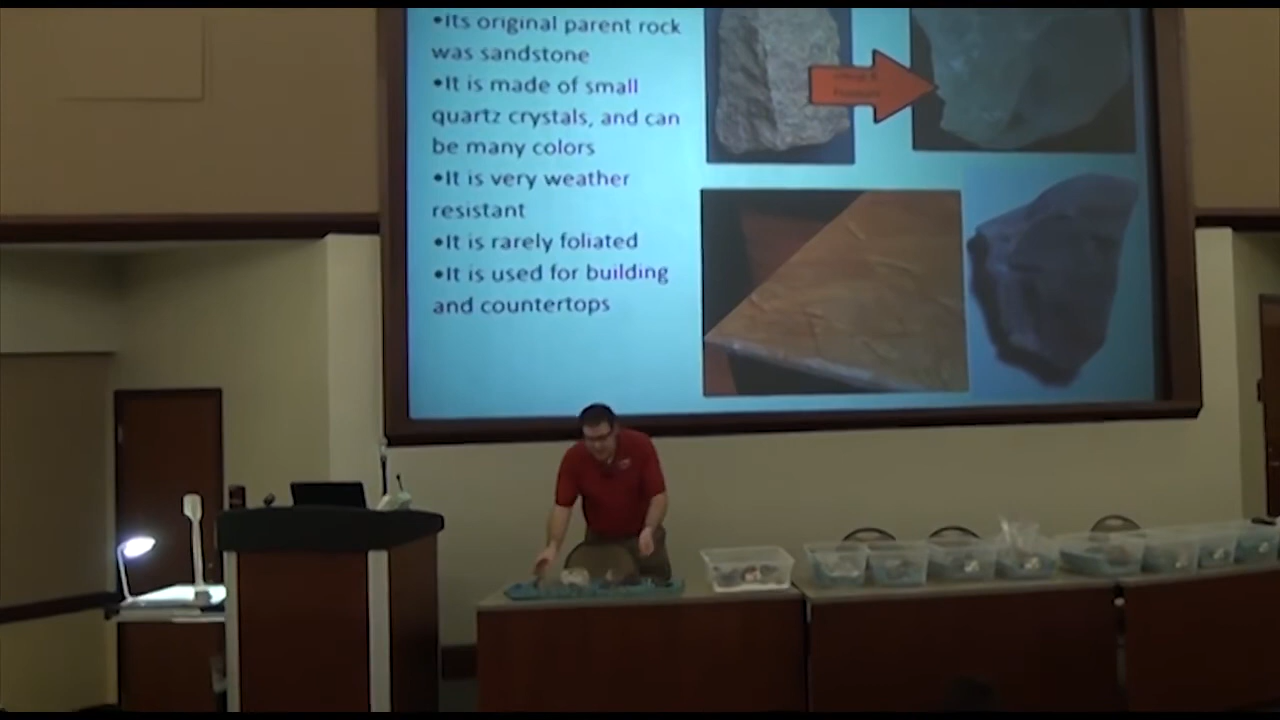 •Its original parent rock
was sandstone
•It is made of small
quartz crystals, and can
be many colors
•It is very weather
resistant
•It is rarely foliated
•It is used for building
and countertops